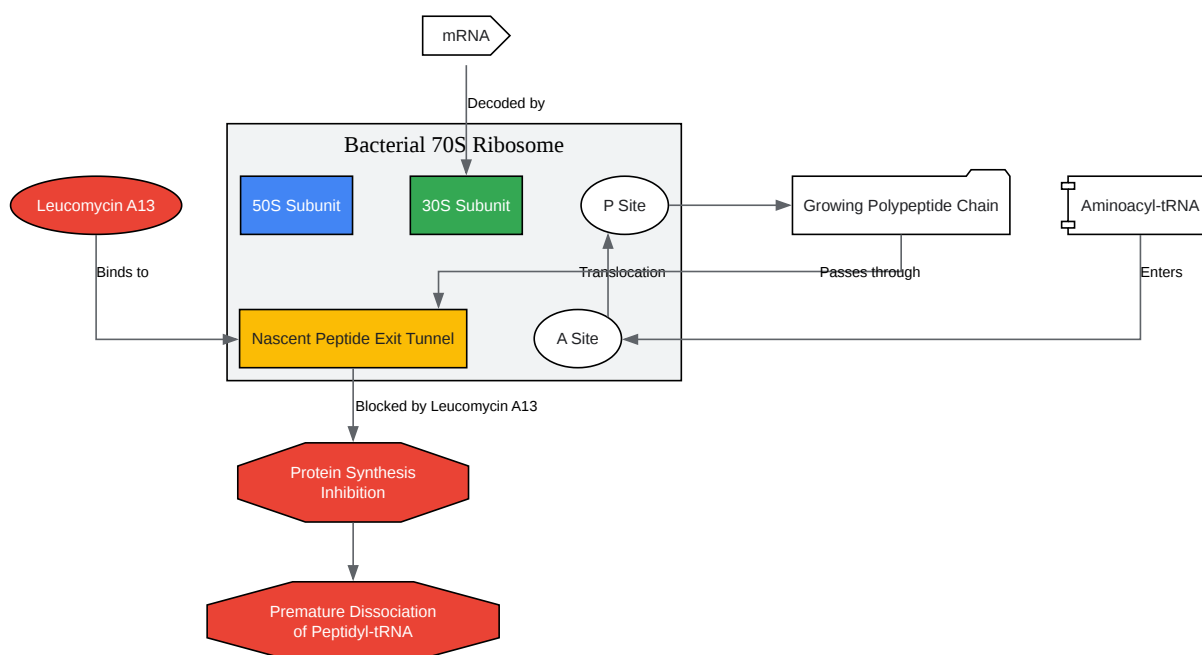 mRNA
Decoded by
Bacterial 70S Ribosome
Leucomycin A13
50S Subunit
30S Subunit
P Site
Growing Polypeptide Chain
Aminoacyl-tRNA
Binds to
Translocation
Passes through
Enters
Nascent Peptide Exit Tunnel
A Site
Blocked by Leucomycin A13
Protein Synthesis
Inhibition
Premature Dissociation
of Peptidyl-tRNA